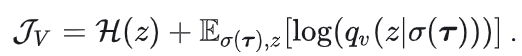 𝒥_V = ℋ(z) + 𝔼_{σ(τ),z}[log(q_v(z|σ(τ)))] .